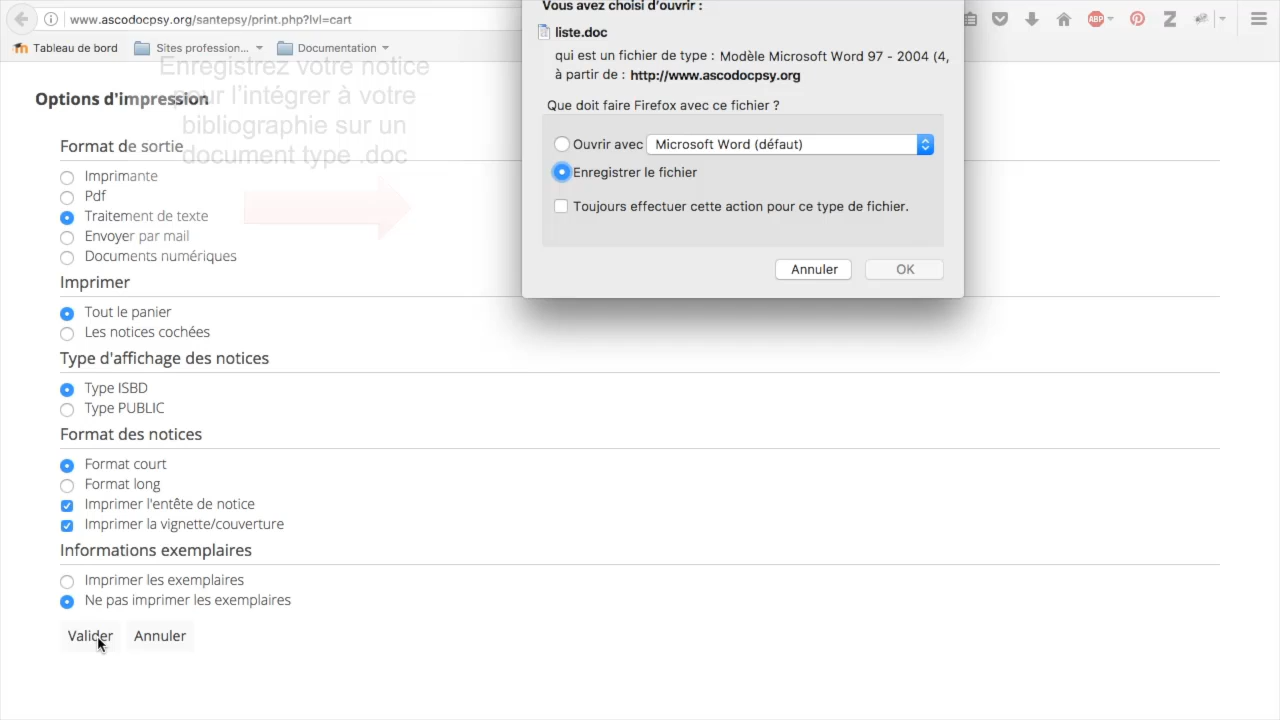 www.ascodocpsy.org/santepsy/print.php?lvl=cart
ABP
Z
Tableau de bord
Sites profession...
Documentation
Vous avez choisi d'ouvrir :
liste.doc
qui est un fichier de type : Modèle Microsoft Word 97 - 2004 (4,
à partir de : http://www.ascodocpsy.org
Que doit faire Firefox avec ce fichier ?
Ouvrir avec
Microsoft Word (défaut)
Enregistrer le fichier
Toujours effectuer cette action pour ce type de fichier.
Annuler
OK
Enregistrez votre notice
pour l'intégrer à votre
bibliographie sur un
document type .doc
Options d'impression
Format de sortie
Imprimante
Pdf
Traitement de texte
Envoyer par mail
Documents numériques
Imprimer
Tout le panier
Les notices cochées
Type d'affichage des notices
Type ISBD
Type PUBLIC
Format des notices
Format court
Format long
Imprimer l'entête de notice
Imprimer la vignette/couverture
Informations exemplaires
Imprimer les exemplaires
Ne pas imprimer les exemplaires
Valider
Annuler